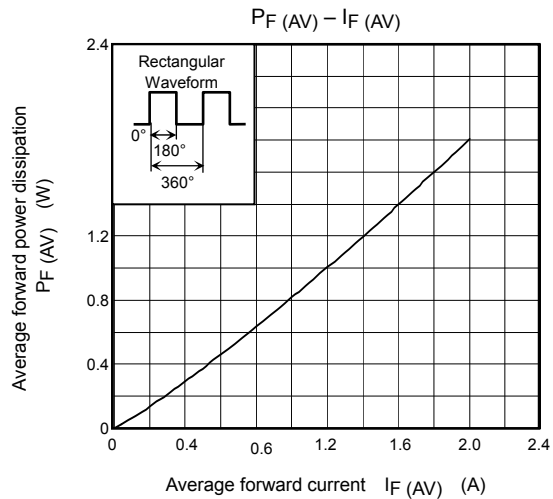 PF (AV) – IF (AV)
2.4
Rectangular
Waveform
0°
180°
360°
1.2
0.8
0.4
0
0 0.4 0.6 1.2 1.6 2.0 2.4
Average forward power dissipation
PF (AV) (W)
Average forward current IF (AV) (A)